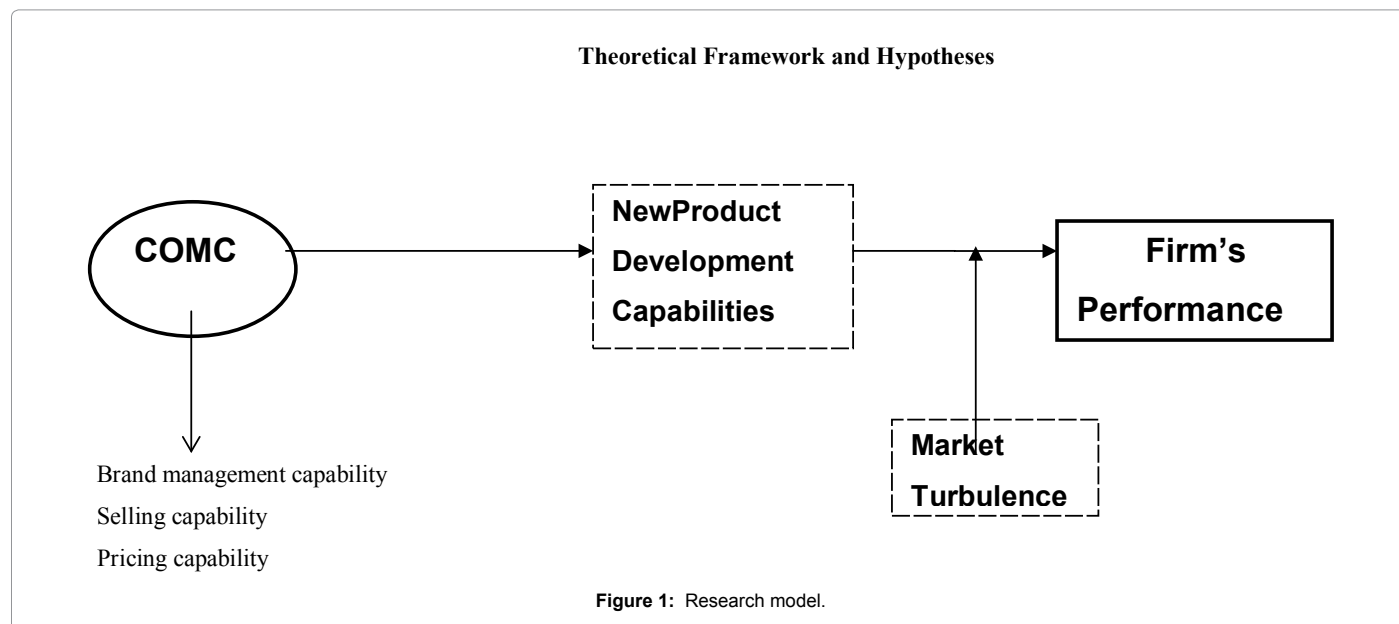 Theoretical Framework and Hypotheses
COMC
NewProduct
Development
Capabilities
Firm’s
Performance
Market
Turbulence
Brand management capability
Selling capability
Pricing capability
Figure 1: Research model.